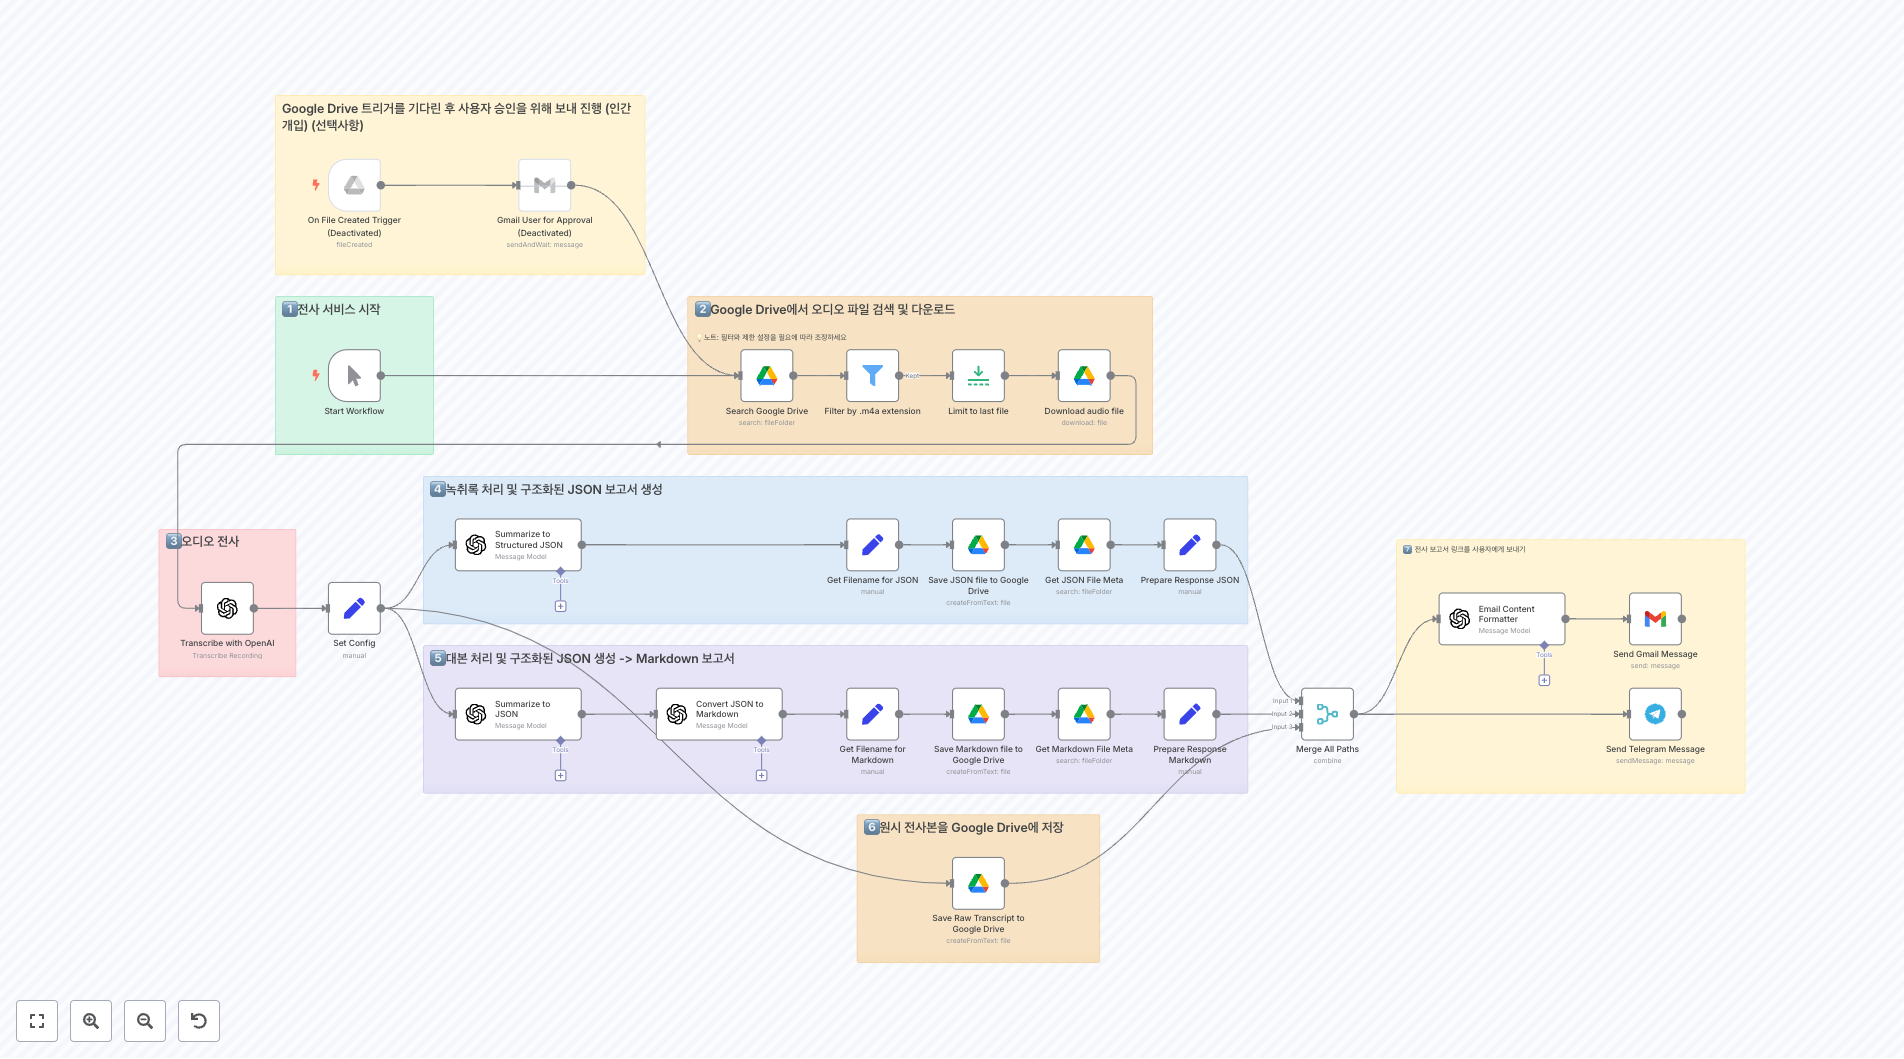 Google Drive 트리거를 기다린 후 사용자 승인을 위해 보내 진행 (인간
개입) (선택사항)
On File Created Trigger
(Deactivated)
fileCreated
Gmail User for Approval
(Deactivated)
sendAndWait: message
1 전사 서비스 시작
Start Workflow
2 Google Drive에서 오디오 파일 검색 및 다운로드
노트: 필터와 제한 설정을 필요에 따라 조정하세요
Search Google Drive
search: fileFolder
Filter by .m4a extension
Kept
Limit to last file
Download audio file
download: file
3 오디오 전사
Transcribe with OpenAI
Transcribe Recording
Set Config
manual
4 녹취록 처리 및 구조화된 JSON 보고서 생성
Summarize to
Structured JSON
Message Model
Tools
Get Filename for JSON
manual
Save JSON file to Google
Drive
createFromText: file
Get JSON File Meta
search: fileFolder
Prepare Response JSON
manual
5 대본 처리 및 구조화된 JSON 생성 -> Markdown 보고서
Summarize to
JSON
Message Model
Tools
Convert JSON to
Markdown
Message Model
Tools
Get Filename for
Markdown
manual
Save Markdown file to
Google Drive
createFromText: file
Get Markdown File Meta
search: fileFolder
Prepare Response
Markdown
manual
6 원시 전사본을 Google Drive에 저장
Save Raw Transcript to
Google Drive
createFromText: file
Input 1
Input 2
Input 3
Merge All Paths
combine
7 전사 보고서 링크를 사용자에게 보내기
Email Content
Formatter
Message Model
Tools
Send Gmail Message
send: message
Send Telegram Message
sendMessage: message